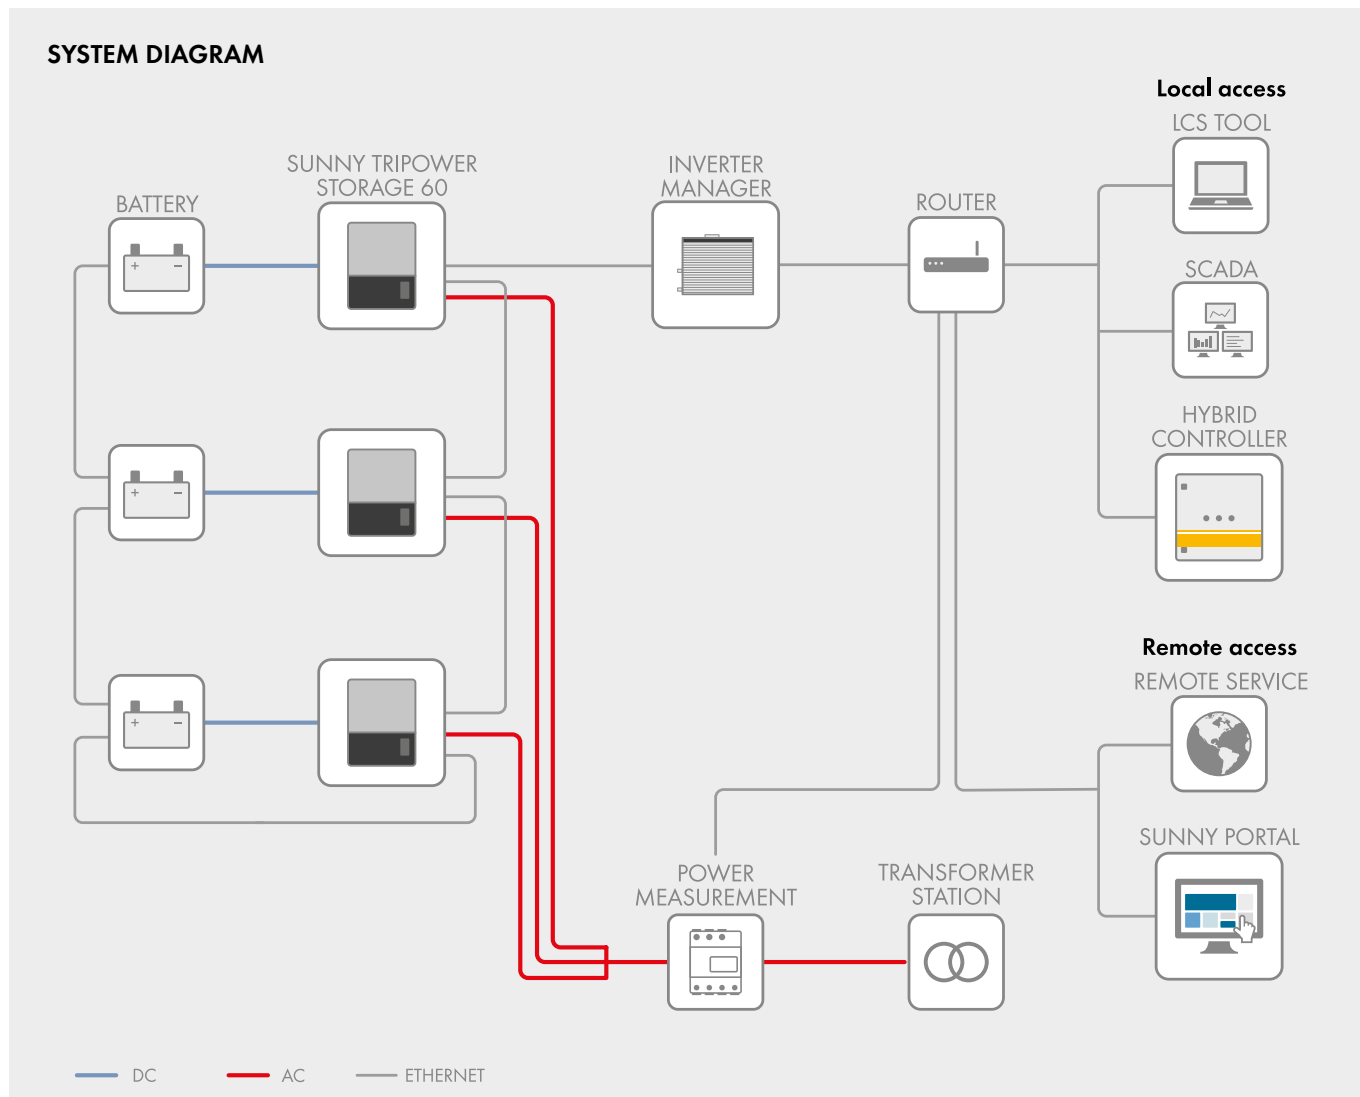 SYSTEM DIAGRAM
Local access
LCS TOOL
SUNNY TRIPOWER
STORAGE 60
INVERTER
MANAGER
BATTERY
ROUTER
+ −
SCADA
HYBRID
CONTROLLER
+ −
Remote access
REMOTE SERVICE
+ −
SUNNY PORTAL
POWER
MEASUREMENT
TRANSFORMER
STATION
DC
AC
ETHERNET